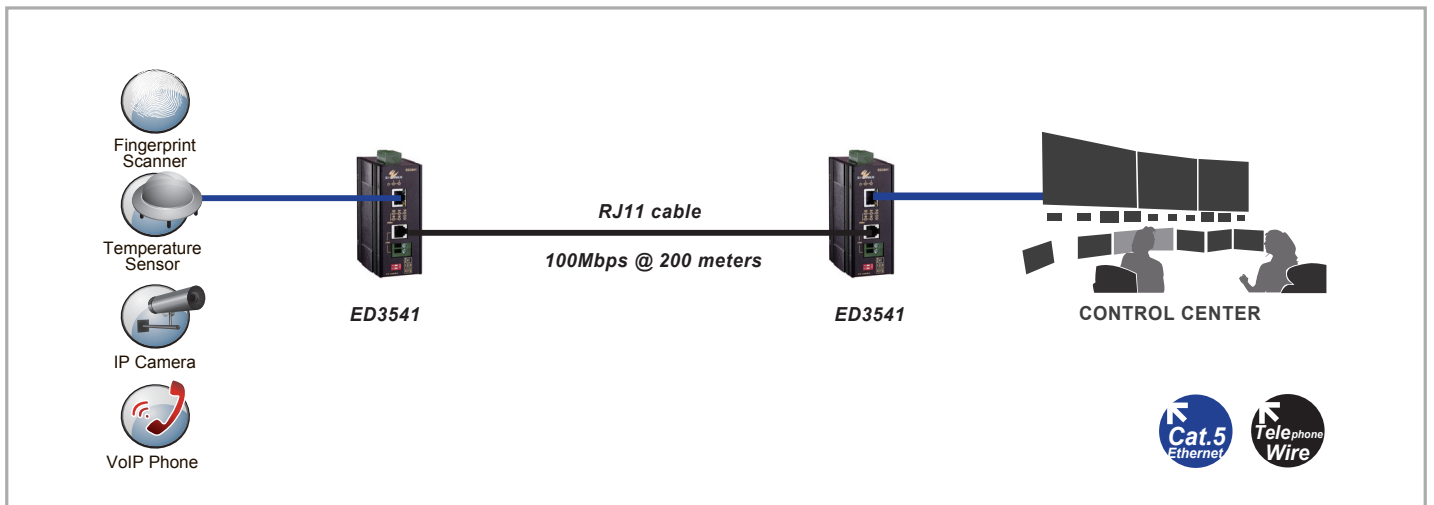 Fingerprint
Scanner
Temperature
Sensor
IP Camera
VoIP Phone
ED3541
RJ11 cable
100Mbps @ 200 meters
ED3541
CONTROL CENTER
Cat.5
Ethernet
Telephone
Wire